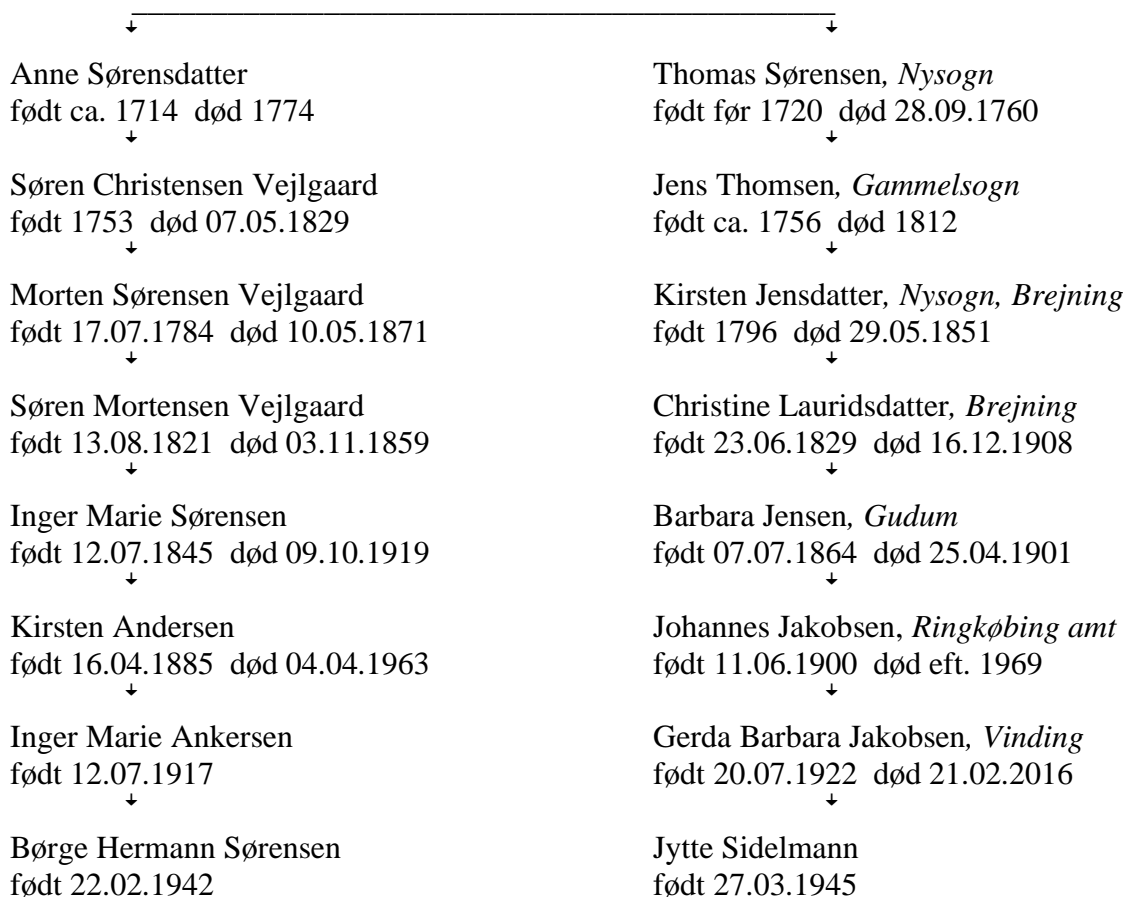 Anne Sørensdatter
født ca. 1714 død 1774
Søren Christensen Vejlgaard
født 1753 død 07.05.1829
Morten Sørensen Vejlgaard
født 17.07.1784 død 10.05.1871
Søren Mortensen Vejlgaard
født 13.08.1821 død 03.11.1859
Inger Marie Sørensen
født 12.07.1845 død 09.10.1919
Kirsten Andersen
født 16.04.1885 død 04.04.1963
Inger Marie Ankersen
født 12.07.1917
Børge Hermann Sørensen
født 22.02.1942
Thomas Sørensen, Nysogn
født før 1720 død 28.09.1760
Jens Thomsen, Gammelsogn
født ca. 1756 død 1812
Kirsten Jensdatter, Nysogn, Brejning
født 1796 død 29.05.1851
Christine Lauridsdatter, Brejning
født 23.06.1829 død 16.12.1908
Barbara Jensen, Gudum
født 07.07.1864 død 25.04.1901
Johannes Jakobsen, Ringkøbing amt
født 11.06.1900 død eft. 1969
Gerda Barbara Jakobsen, Vinding
født 20.07.1922 død 21.02.2016
Jytte Sidelmann
født 27.03.1945